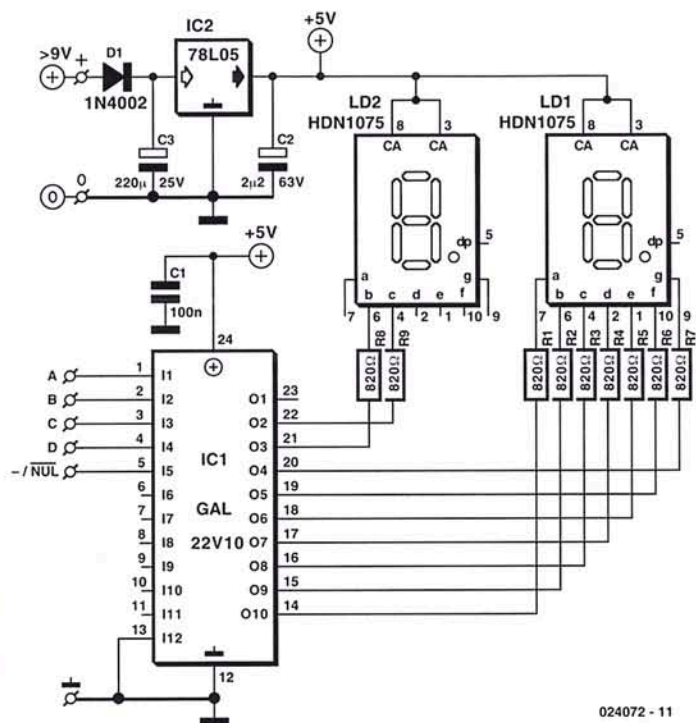 +5V
IC2
>9V
+
D1
78L05
1N4002
C3
220µ
25V
C2
2µ2
63V
0
0
LD2
HDN1075
8
3
CA
CA
dp
5
a
g
b
c
d
e
f
7
6
4
2
1
10
9
R8
R9
820Ω
820Ω
LD1
HDN1075
8
3
CA
CA
dp
5
a
g
b
c
d
e
f
7
6
4
2
1
10
9
R1
R2
R3
R4
R5
R6
R7
820Ω
820Ω
820Ω
820Ω
820Ω
820Ω
820Ω
+5V
C1
100n
24
A
1
I1
B
2
I2
C
3
I3
D
4
I4
– / NUL
5
I5
6
I6
7
I7
8
I8
9
I9
10
I10
11
I11
13
I12
IC1
GAL
22V10
O1
23
O2
22
O3
21
O4
20
O5
19
O6
18
O7
17
O8
16
O9
15
O10
14
12
024072 - 11